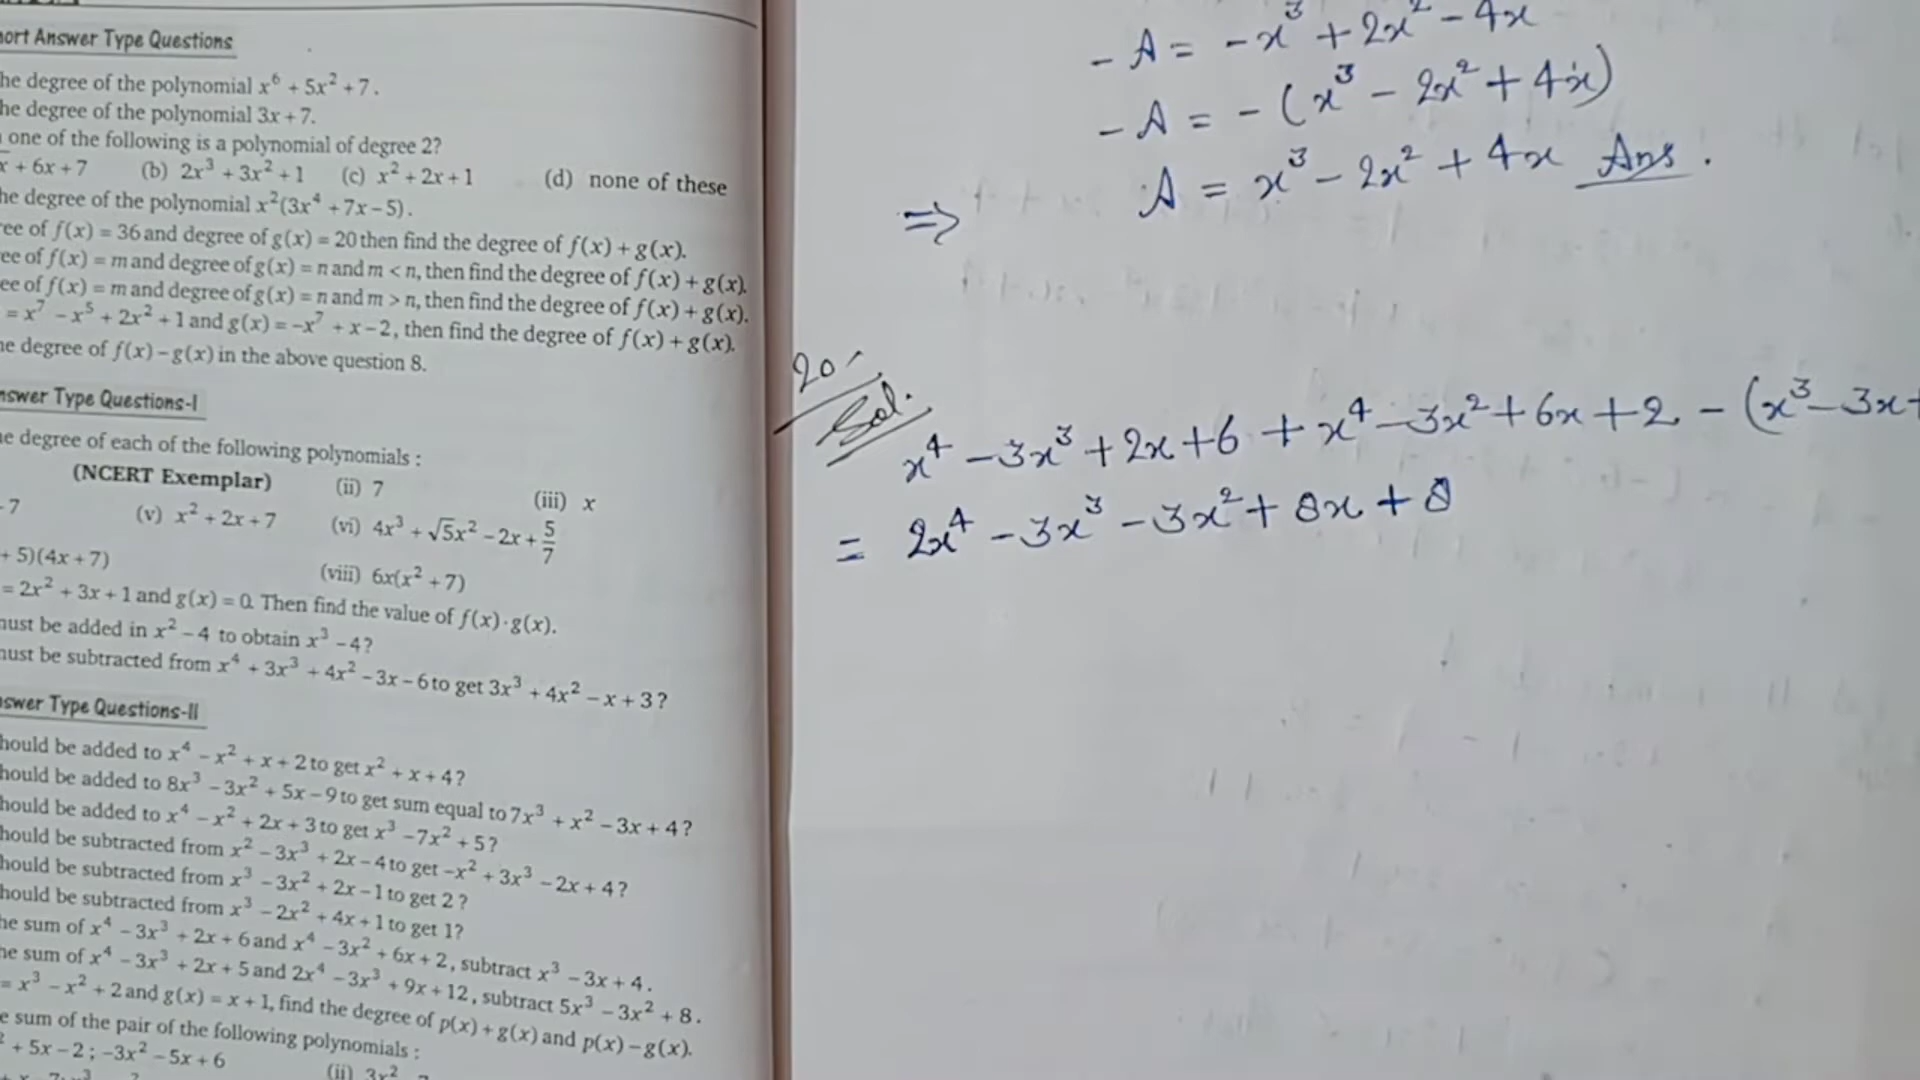 ort Answer Type Questions
he degree of the polynomial x⁶ + 5x² + 7.
he degree of the polynomial 3x + 7.
one of the following is a polynomial of degree 2?
x + 6x + 7 (b) 2x³ + 3x² + 1 (c) x² + 2x + 1 (d) none of these
he degree of the polynomial x²(3x⁴ + 7x − 5).
ee of f(x) = 36 and degree of g(x) = 20 then find the degree of f(x) + g(x).
ee of f(x) = m and degree of g(x) = n and m < n, then find the degree of f(x) + g(x).
ee of f(x) = m and degree of g(x) = n and m > n, then find the degree of f(x) + g(x).
= x⁷ − x⁵ + 2x² + 1 and g(x) = −x⁷ + x − 2, then find the degree of f(x) + g(x).
he degree of f(x) − g(x) in the above question 8.
nswer Type Questions-I
e degree of each of the following polynomials :
(NCERT Exemplar) (ii) 7 (iii) x
7 (v) x² + 2x + 7 (vi) 4x³ + √5x² − 2x + 5/7
+ 5)(4x + 7) (viii) 6x(x² + 7)
= 2x² + 3x + 1 and g(x) = 0. Then find the value of f(x)·g(x).
ust be added in x² − 4 to obtain x³ − 4?
ust be subtracted from x⁴ + 3x³ + 4x² − 3x − 6 to get 3x³ + 4x² − x + 3?
swer Type Questions-II
hould be added to x⁴ − x² + x + 2 to get x² + x + 4?
hould be added to 8x³ − 3x² + 5x − 9 to get sum equal to 7x³ + x² − 3x + 4?
hould be added to x⁴ − x² + 2x + 3 to get x³ − 7x² + 5?
hould be subtracted from x² − 3x³ + 2x − 4 to get −x² + 3x³ − 2x + 4?
hould be subtracted from x³ − 3x² + 2x − 1 to get 2?
hould be subtracted from x³ − 2x² + 4x + 1 to get 1?
he sum of x⁴ − 3x³ + 2x + 6 and x⁴ − 3x² + 6x + 2, subtract x³ − 3x + 4.
he sum of x⁴ − 3x³ + 2x + 5 and 2x⁴ − 3x³ + 9x + 12, subtract 5x³ − 3x² + 8.
= x³ − x² + 2 and g(x) = x + 1, find the degree of p(x) + g(x) and p(x) − g(x).
e sum of the pair of the following polynomials :
+ 5x − 2 ; −3x² − 5x + 6
(ii) 3x²
− A = − x³ + 2x² − 4x
− A = − (x³ − 2x² + 4x)
⇒ A = x³ − 2x² + 4x Ans.
20.
Sol.
x⁴ − 3x³ + 2x + 6 + x⁴ − 3x² + 6x + 2 − (x³ − 3x +
= 2x⁴ − 3x³ − 3x² + 8x + 8